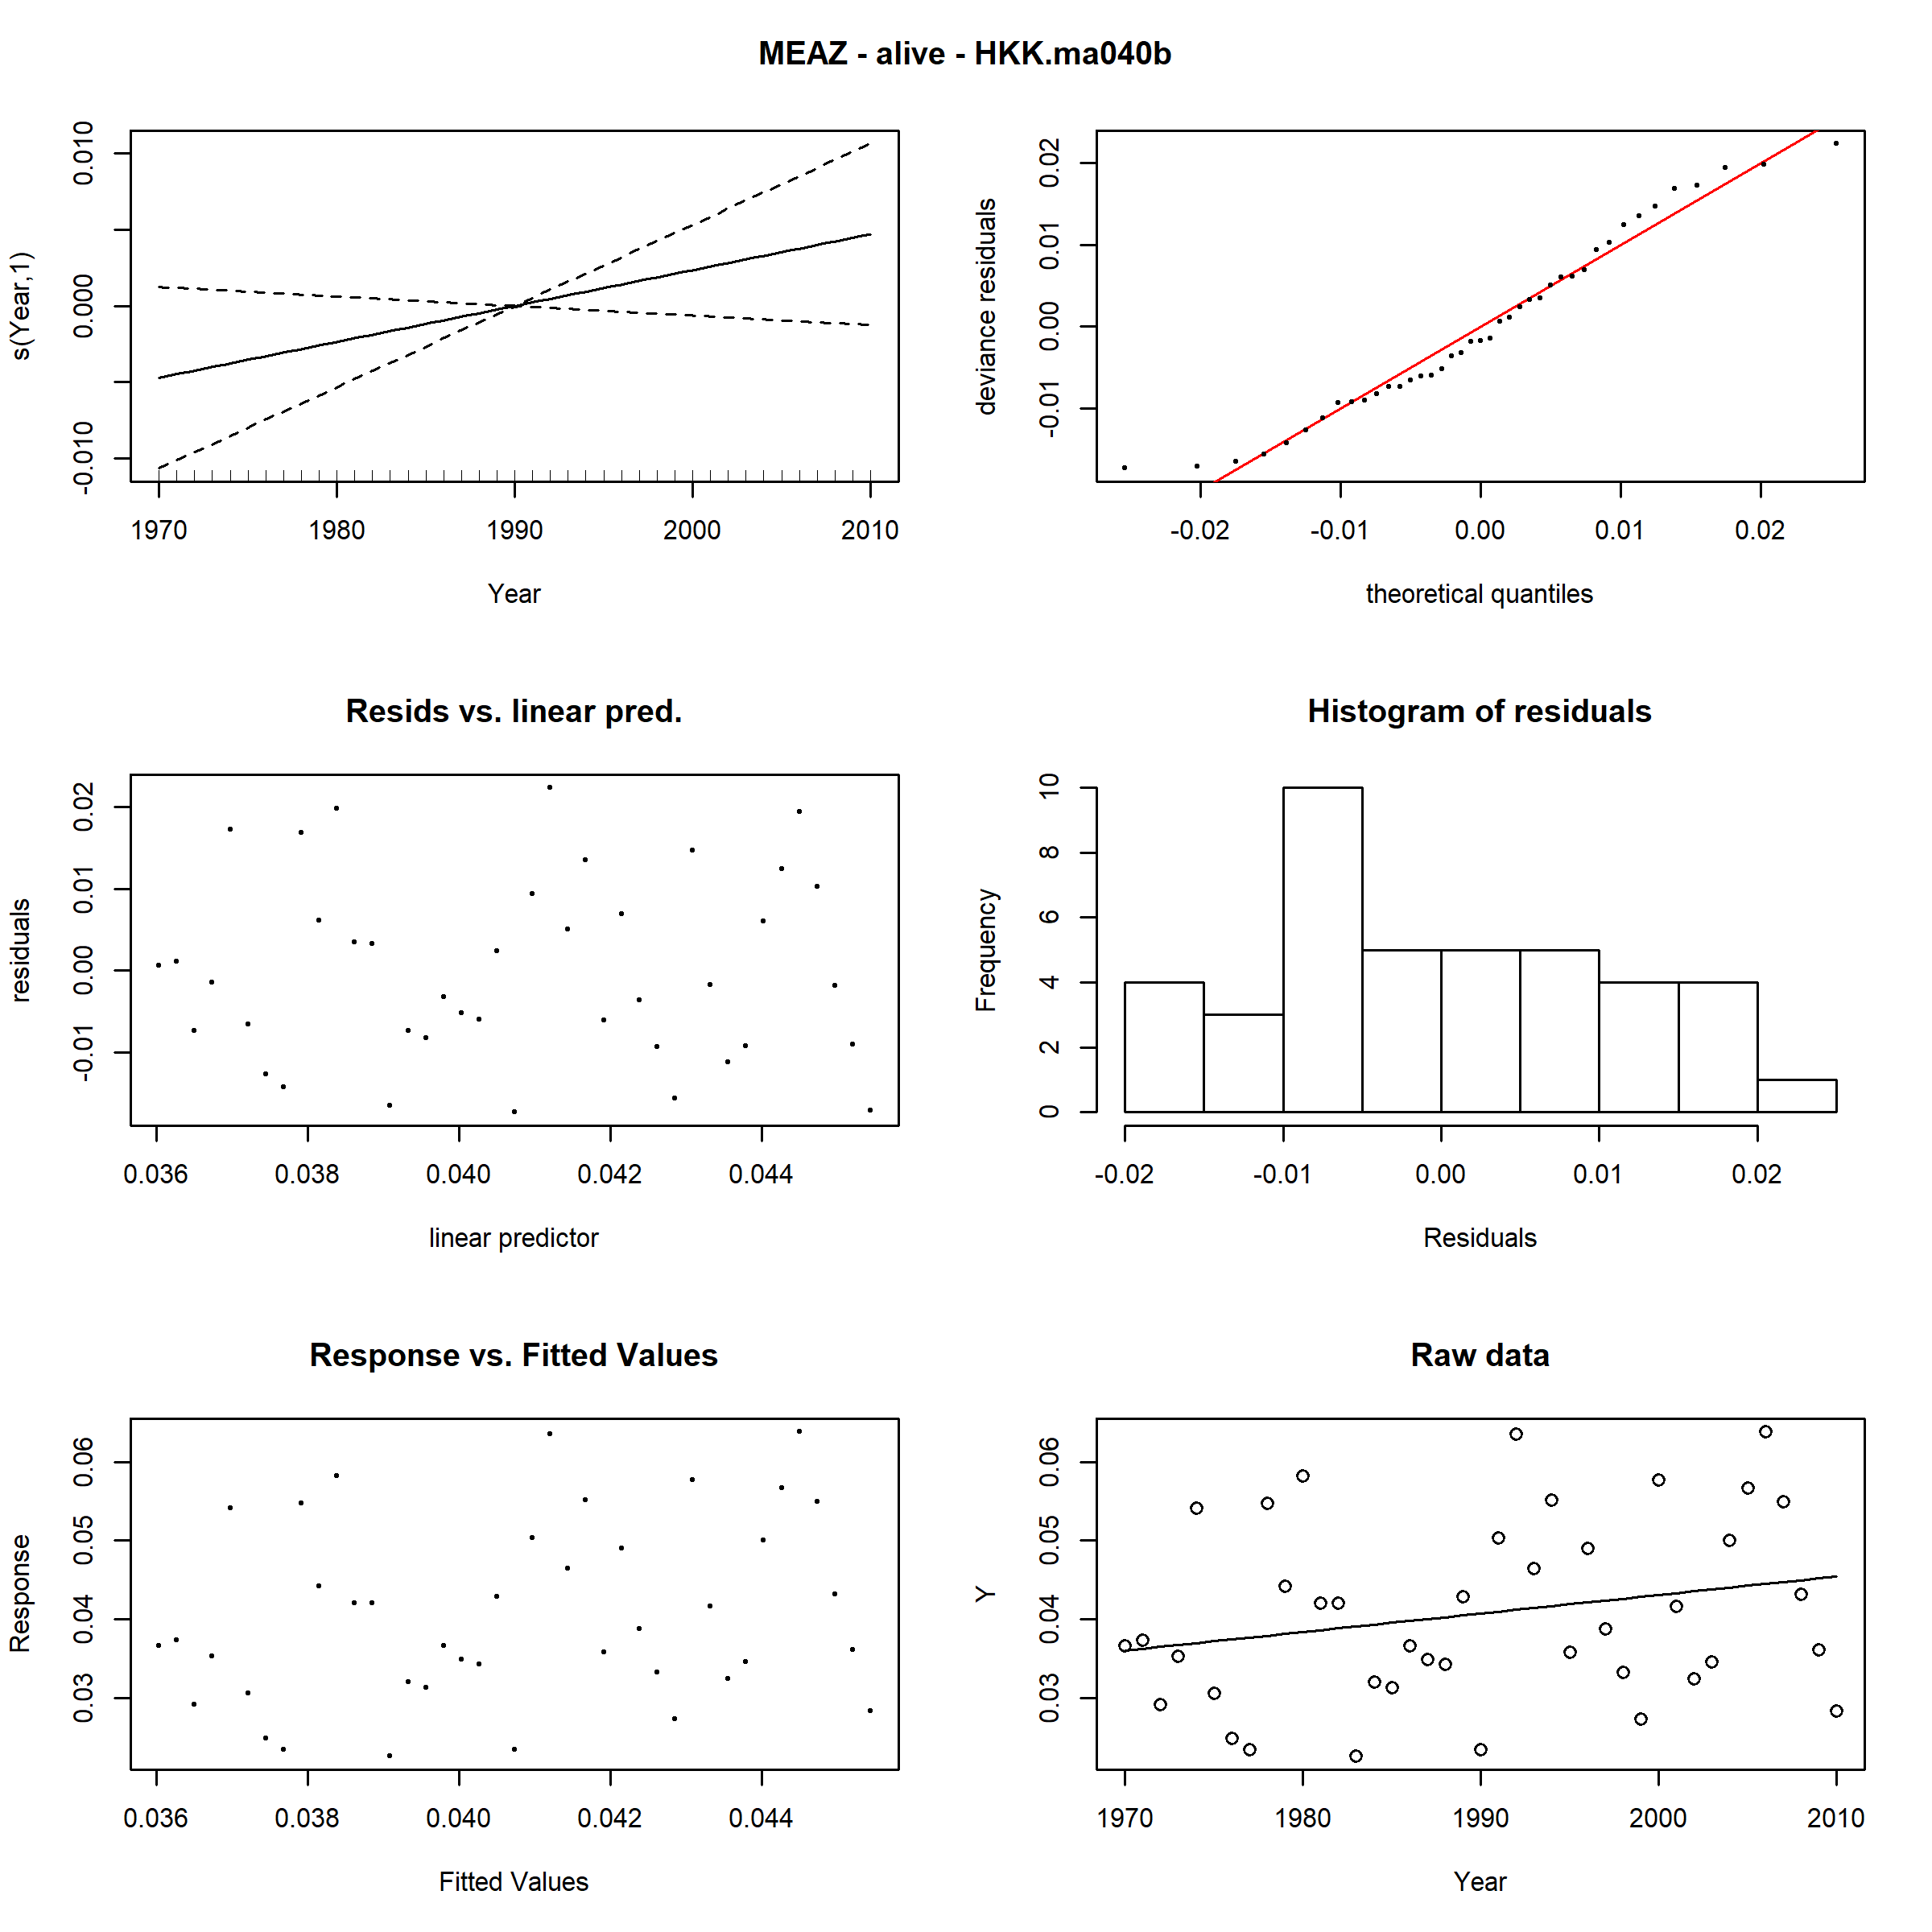 MEAZ - alive - HKK.ma040b
s(Year,1)
-0.010 0.000 0.010
1970 1980 1990 2000 2010
Year
deviance residuals
-0.01 0.00 0.01 0.02
-0.02 -0.01 0.00 0.01 0.02
theoretical quantiles
Resids vs. linear pred.
residuals
-0.01 0.00 0.01 0.02
0.036 0.038 0.040 0.042 0.044
linear predictor
Histogram of residuals
Frequency
0 2 4 6 8 10
-0.02 -0.01 0.00 0.01 0.02
Residuals
Response vs. Fitted Values
Response
0.03 0.04 0.05 0.06
0.036 0.038 0.040 0.042 0.044
Fitted Values
Raw data
Y
0.03 0.04 0.05 0.06
1970 1980 1990 2000 2010
Year